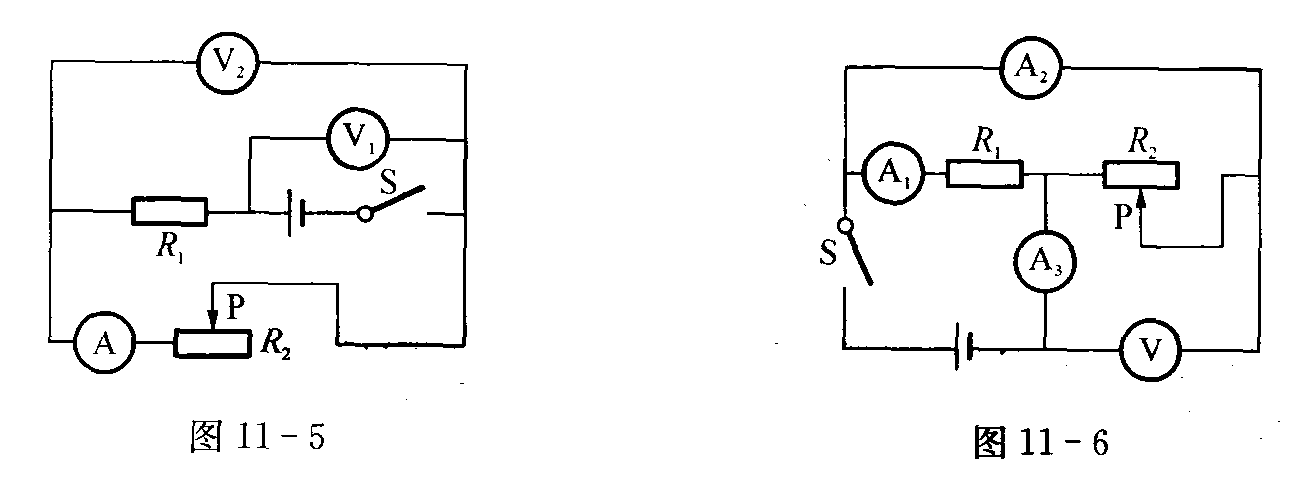 V₂
V₁
S
R₁
P
A
R₂
图 11-5
A₂
A₁
R₁
R₂
P
S
A₃
V
图 11-6